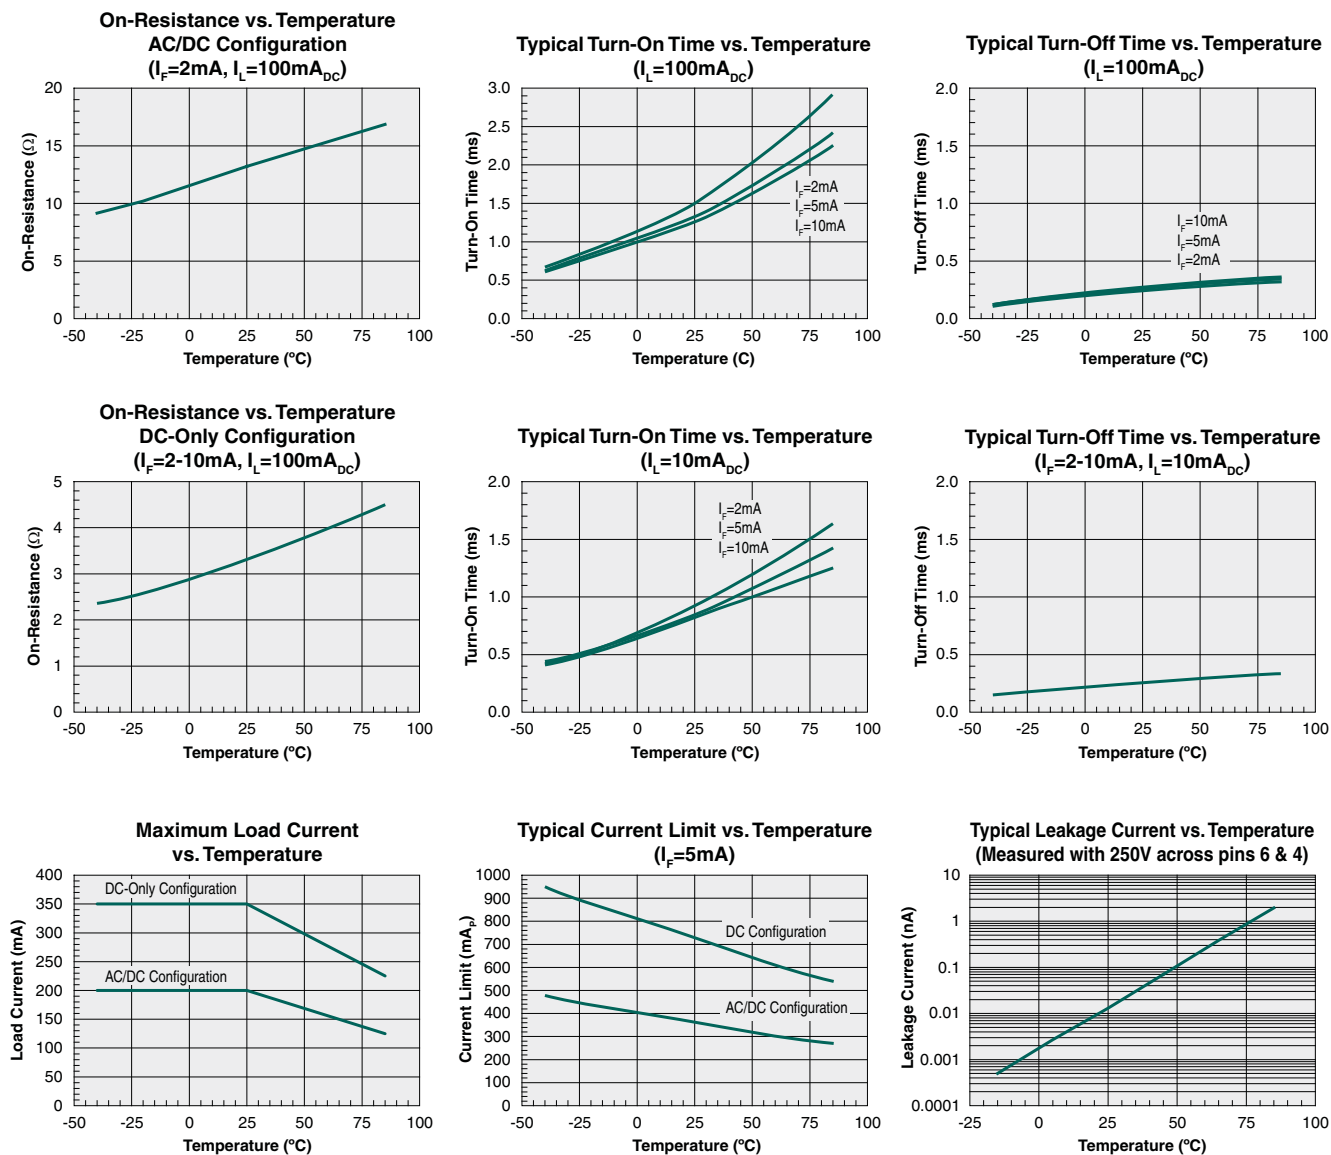 On-Resistance vs. Temperature
AC/DC Configuration
(IF=2mA, IL=100mADC)
20
15
10
5
0
On-Resistance (Ω)
-50 -25 0 25 50 75 100
Temperature (ºC)
Typical Turn-On Time vs. Temperature
(IL=100mADC)
3.0
2.5
2.0
1.5
1.0
0.5
0.0
Turn-On Time (ms)
IF=2mA
IF=5mA
IF=10mA
-50 -25 0 25 50 75 100
Temperature (C)
Typical Turn-Off Time vs. Temperature
(IL=100mADC)
2.0
1.5
1.0
0.5
0.0
Turn-Off Time (ms)
IF=10mA
IF=5mA
IF=2mA
-50 -25 0 25 50 75 100
Temperature (ºC)
On-Resistance vs. Temperature
DC-Only Configuration
(IF=2-10mA, IL=100mADC)
5
4
3
2
1
0
On-Resistance (Ω)
-50 -25 0 25 50 75 100
Temperature (ºC)
Typical Turn-On Time vs. Temperature
(IL=10mADC)
2.0
1.5
1.0
0.5
0.0
Turn-On Time (ms)
IF=2mA
IF=5mA
IF=10mA
-50 -25 0 25 50 75 100
Temperature (ºC)
Typical Turn-Off Time vs. Temperature
(IF=2-10mA, IL=10mADC)
2.0
1.5
1.0
0.5
0.0
Turn-Off Time (ms)
-50 -25 0 25 50 75 100
Temperature (ºC)
Maximum Load Current
vs. Temperature
400
350
300
250
200
150
100
50
0
Load Current (mA)
DC-Only Configuration
AC/DC Configuration
-50 -25 0 25 50 75 100
Temperature (ºC)
Typical Current Limit vs. Temperature
(IF=5mA)
1000
900
800
700
600
500
400
300
200
100
0
Current Limit (mAP)
DC Configuration
AC/DC Configuration
-50 -25 0 25 50 75 100
Temperature (ºC)
Typical Leakage Current vs. Temperature
(Measured with 250V across pins 6 & 4)
10
1
0.1
0.01
0.001
0.0001
Leakage Current (nA)
-25 0 25 50 75 100
Temperature (ºC)